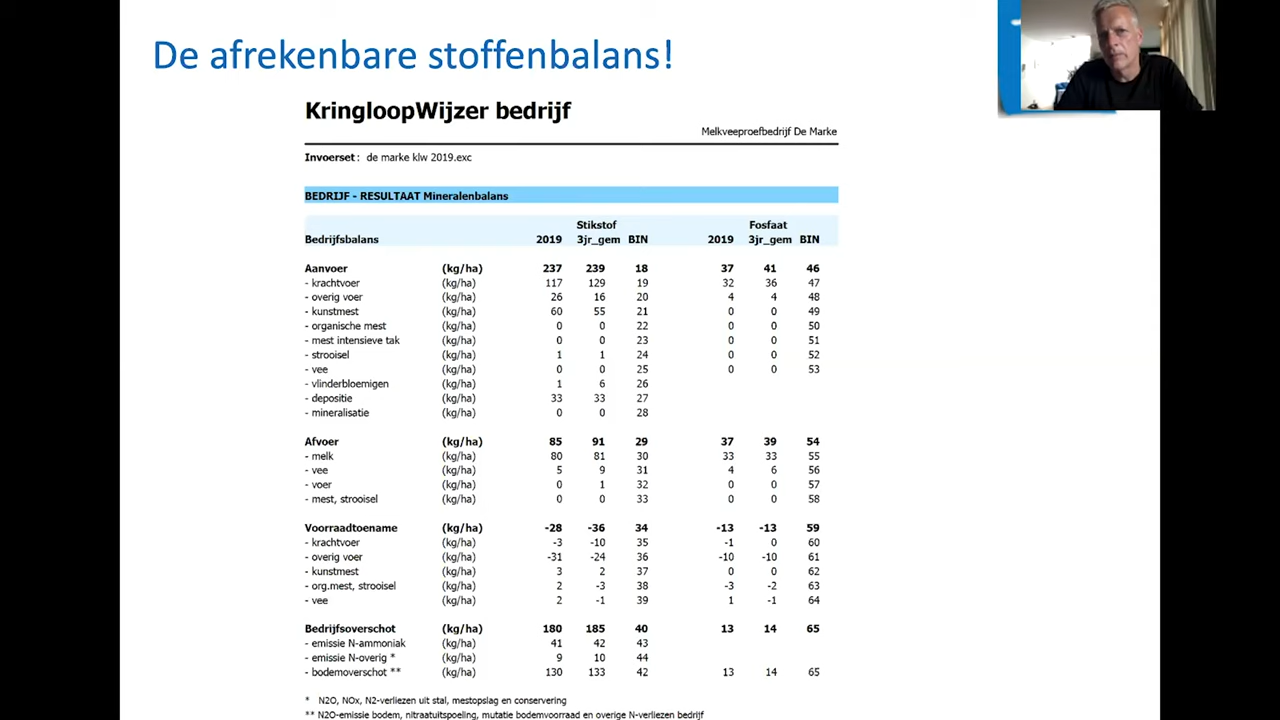 De afrekenbare stoffenbalans!
KringloopWijzer bedrijf
Melkveeproefbedrijf De Marke
Invoerset : de marke klw 2019.exc
BEDRIJF - RESULTAAT Mineralenbalans
Stikstof Fosfaat
Bedrijfsbalans 2019 3jr_gem BIN 2019 3jr_gem BIN
Aanvoer (kg/ha) 237 239 18 37 41 46
- krachtvoer (kg/ha) 117 129 19 32 36 47
- overig voer (kg/ha) 26 16 20 4 4 48
- kunstmest (kg/ha) 60 55 21 0 0 49
- organische mest (kg/ha) 0 0 22 0 0 50
- mest intensieve tak (kg/ha) 0 0 23 0 0 51
- strooisel (kg/ha) 1 1 24 0 0 52
- vee (kg/ha) 0 0 25 0 0 53
- vlinderbloemigen (kg/ha) 1 6 26
- depositie (kg/ha) 33 33 27
- mineralisatie (kg/ha) 0 0 28
Afvoer (kg/ha) 85 91 29 37 39 54
- melk (kg/ha) 80 81 30 33 33 55
- vee (kg/ha) 5 9 31 4 6 56
- voer (kg/ha) 0 1 32 0 0 57
- mest, strooisel (kg/ha) 0 0 33 0 0 58
Voorraadtoename (kg/ha) -28 -36 34 -13 -13 59
- krachtvoer (kg/ha) -3 -10 35 -1 0 60
- overig voer (kg/ha) -31 -24 36 -10 -10 61
- kunstmest (kg/ha) 3 2 37 0 0 62
- org.mest, strooisel (kg/ha) 2 -3 38 -3 -2 63
- vee (kg/ha) 2 -1 39 1 -1 64
Bedrijfsoverschot (kg/ha) 180 185 40 13 14 65
- emissie N-ammoniak (kg/ha) 41 42 43
- emissie N-overig * (kg/ha) 9 10 44
- bodemoverschot ** (kg/ha) 130 133 42 13 14 65
* N2O, NOx, N2-verliezen uit stal, mestopslag en conservering
** N2O-emissie bodem, nitraatuitspoeling, mutatie bodemvoorraad en overige N-verliezen bedrijf